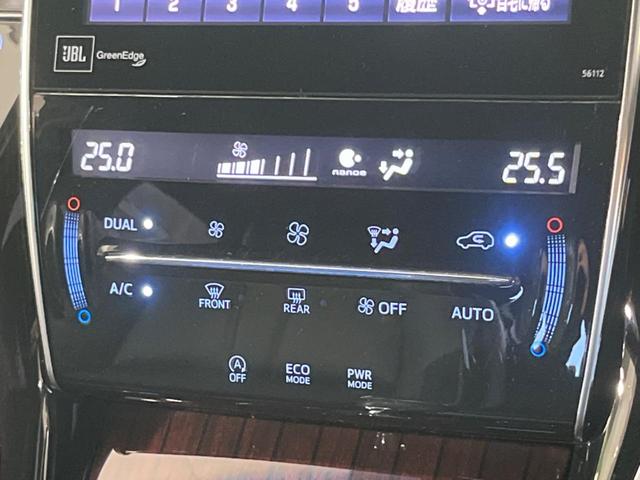 1 2 3 4 5 履歴 自宅に帰る
JBL GreenEdge
56112
25.0 nanoe 25.5
DUAL
A/C FRONT REAR OFF AUTO
OFF ECO MODE PWR MODE